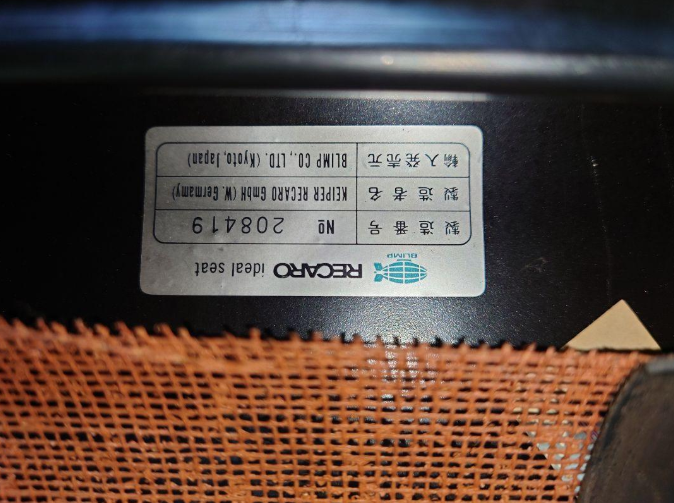 BLIMP RECARO ideal seat
製造番号 No 208419
製造者名 KEIPER RECARO GmbH (W. Germamy)
輸入発売元 BLIMP CO., LTD. (Kyoto, Japan)